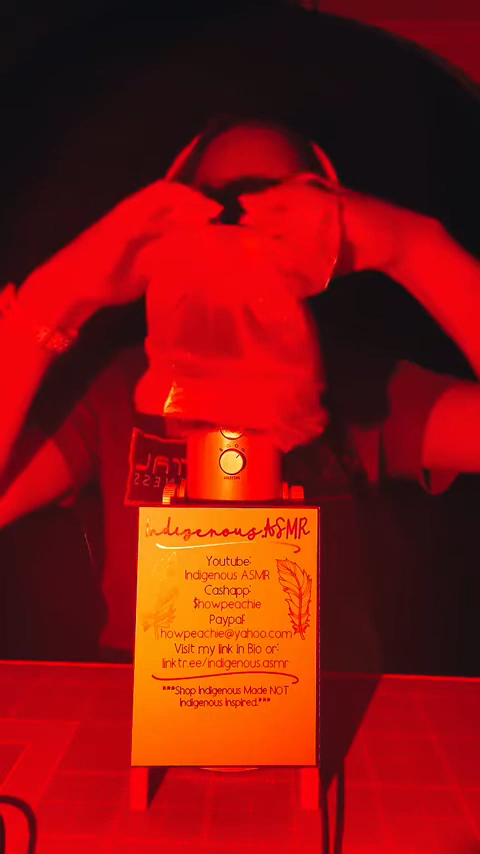 Indigenous ASMR
Youtube:
Indigenous ASMR
Cashapp:
$howpeachie
Paypal:
howpeachie@yahoo.com
Visit my link in Bio or:
linktr.ee/indigenous.asmr
***Shop Indigenous Made NOT
Indigenous Inspired.***